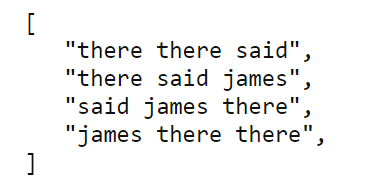 [
"there there said",
"there said james",
"said james there",
"james there there",
]